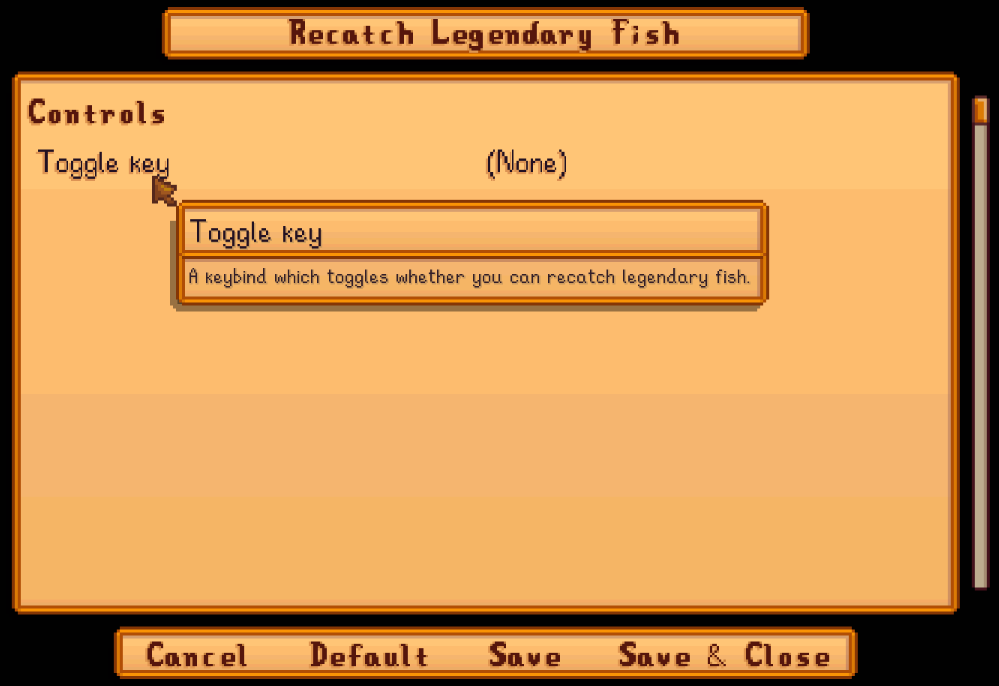 Recatch Legendary Fish
Controls
Toggle key (None)
Toggle key
A keybind which toggles whether you can recatch legendary fish.
Cancel Default Save Save & Close